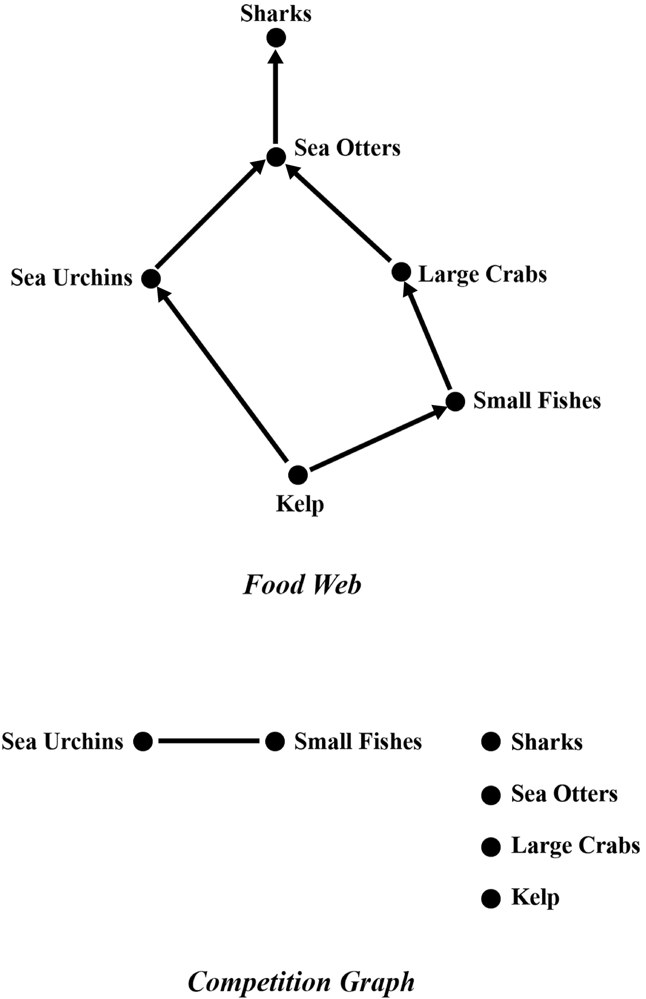 Sharks
Sea Otters
Sea Urchins
Large Crabs
Small Fishes
Kelp
Food Web
Sea Urchins
Small Fishes
Sharks
Sea Otters
Large Crabs
Kelp
Competition Graph